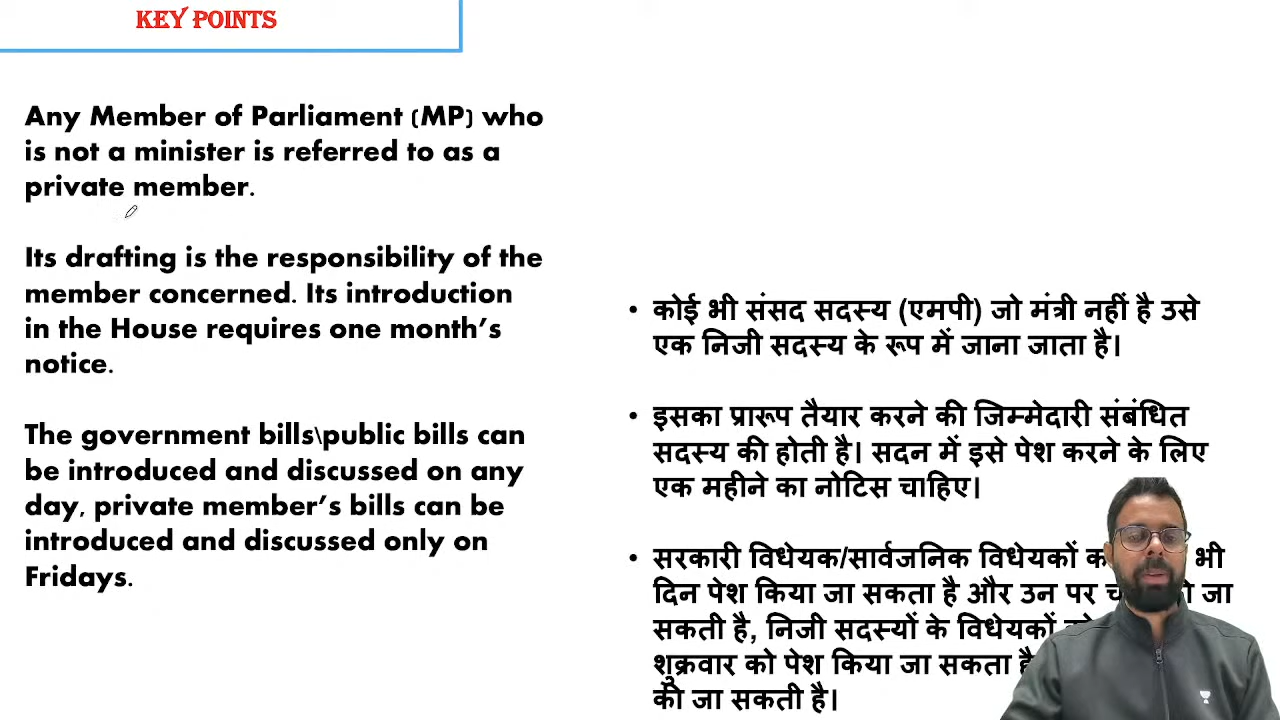 KEY POINTS
Any Member of Parliament (MP) who
is not a minister is referred to as a
private member.
Its drafting is the responsibility of the
member concerned. Its introduction
in the House requires one month's
notice.
The government bills\public bills can
be introduced and discussed on any
day, private member's bills can be
introduced and discussed only on
Fridays.
• कोई भी संसद सदस्य (एमपी) जो मंत्री नहीं है उसे
एक निजी सदस्य के रूप में जाना जाता है।
• इसका प्रारूप तैयार करने की जिम्मेदारी संबंधित
सदस्य की होती है। सदन में इसे पेश करने के लिए
एक महीने का नोटिस चाहिए।
• सरकारी विधेयक/सार्वजनिक विधेयकों भी
दिन पेश किया जा सकता है और उन पर जा
सकती है, निजी सदस्यों के विधेयकों
शुक्रवार को पेश किया जा सकता
की जा सकती है।